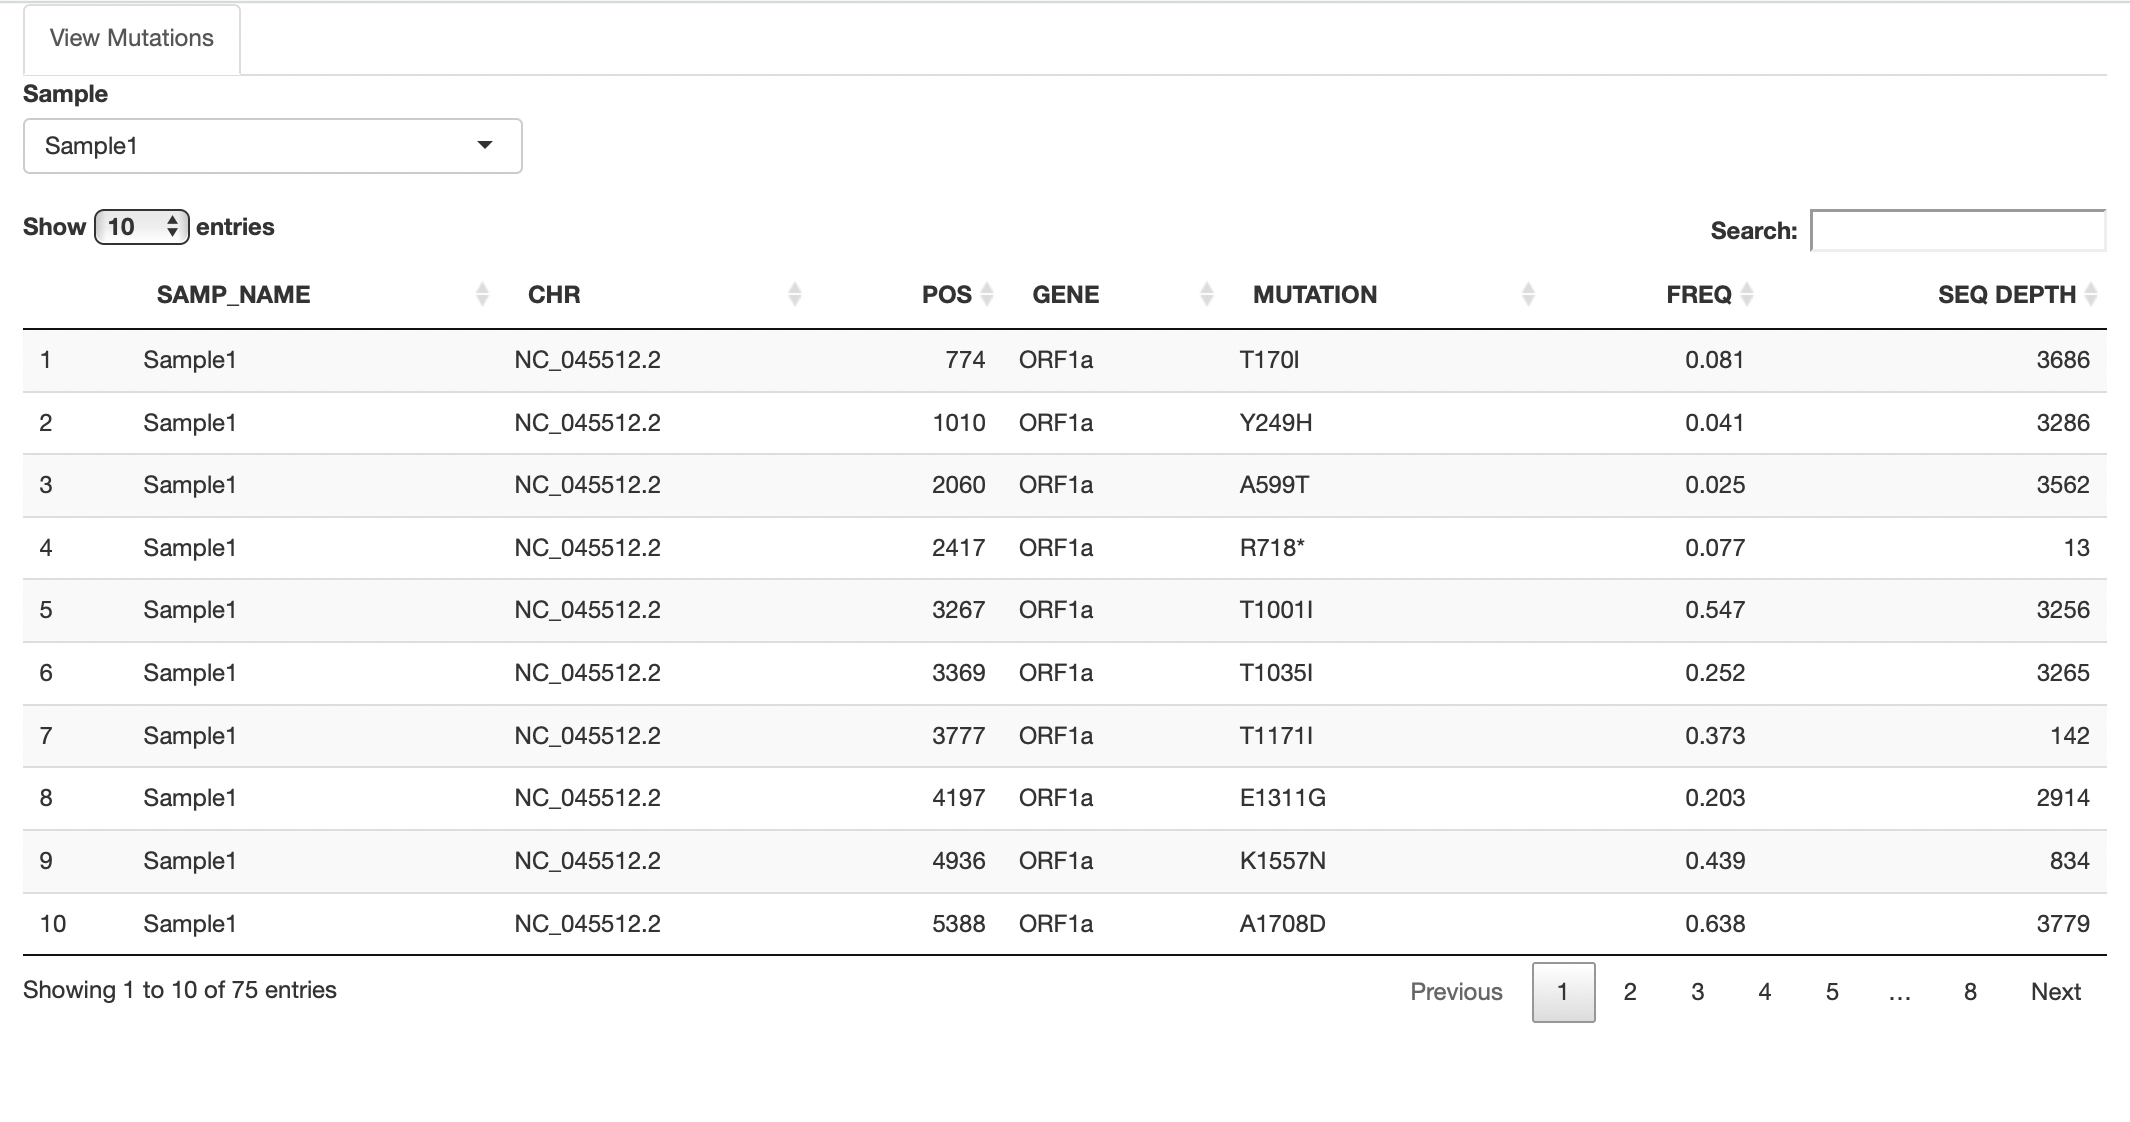 View Mutations
Sample
Sample1
Show 10 entries
Search:
SAMP_NAME CHR POS GENE MUTATION FREQ SEQ DEPTH
1 Sample1 NC_045512.2 774 ORF1a T170I 0.081 3686
2 Sample1 NC_045512.2 1010 ORF1a Y249H 0.041 3286
3 Sample1 NC_045512.2 2060 ORF1a A599T 0.025 3562
4 Sample1 NC_045512.2 2417 ORF1a R718* 0.077 13
5 Sample1 NC_045512.2 3267 ORF1a T1001I 0.547 3256
6 Sample1 NC_045512.2 3369 ORF1a T1035I 0.252 3265
7 Sample1 NC_045512.2 3777 ORF1a T1171I 0.373 142
8 Sample1 NC_045512.2 4197 ORF1a E1311G 0.203 2914
9 Sample1 NC_045512.2 4936 ORF1a K1557N 0.439 834
10 Sample1 NC_045512.2 5388 ORF1a A1708D 0.638 3779
Showing 1 to 10 of 75 entries
Previous 1 2 3 4 5 … 8 Next